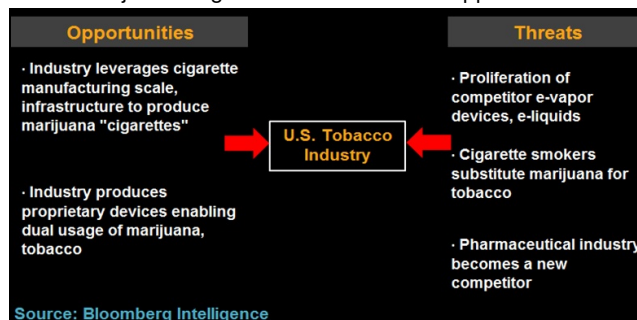 Opportunities
· Industry leverages cigarette
manufacturing scale,
infrastructure to produce
marijuana "cigarettes"
· Industry produces
proprietary devices enabling
dual usage of marijuana,
tobacco
U.S. Tobacco
Industry
Threats
· Proliferation of
competitor e-vapor
devices, e-liquids
· Cigarette smokers
substitute marijuana for
tobacco
· Pharmaceutical industry
becomes a new
competitor
Source: Bloomberg Intelligence